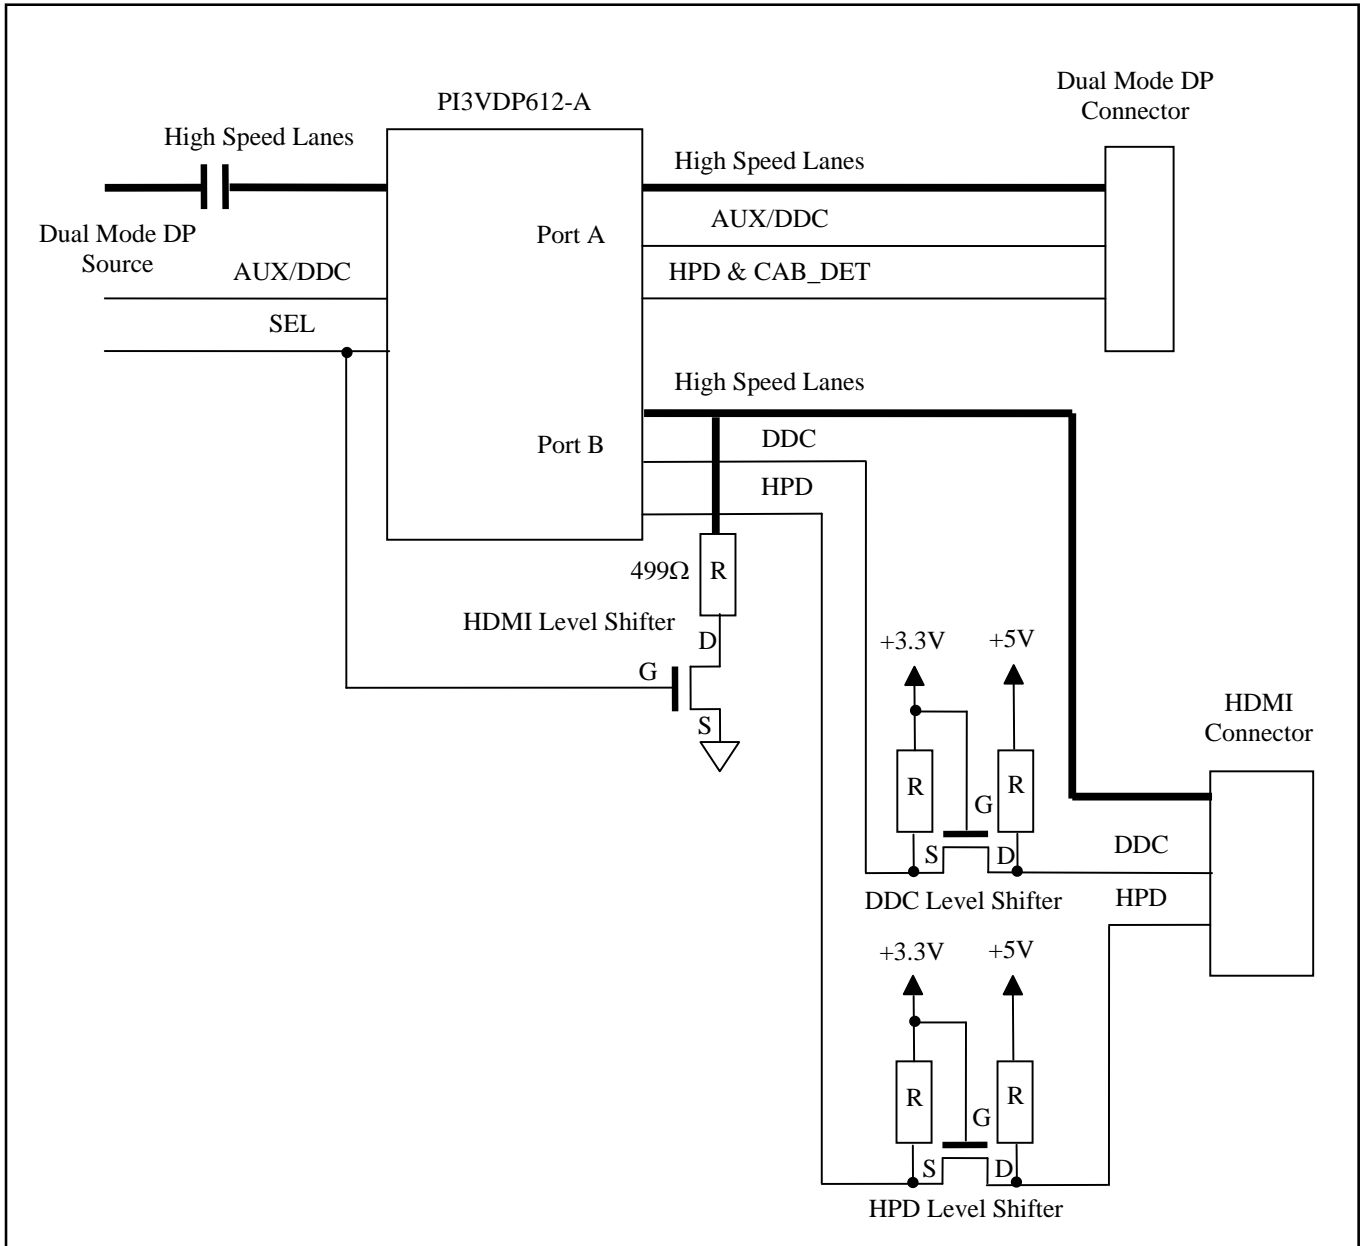 Dual Mode DP
Connector
PI3VDP612-A
High Speed Lanes
High Speed Lanes
Dual Mode DP
Source
Port A
AUX/DDC
AUX/DDC
HPD & CAB_DET
SEL
High Speed Lanes
Port B
DDC
HPD
499Ω
R
HDMI Level Shifter
D
G
S
+3.3V
+5V
HDMI
Connector
R
R
G
S
D
DDC
DDC Level Shifter
HPD
+3.3V
+5V
R
R
G
S
D
HPD Level Shifter